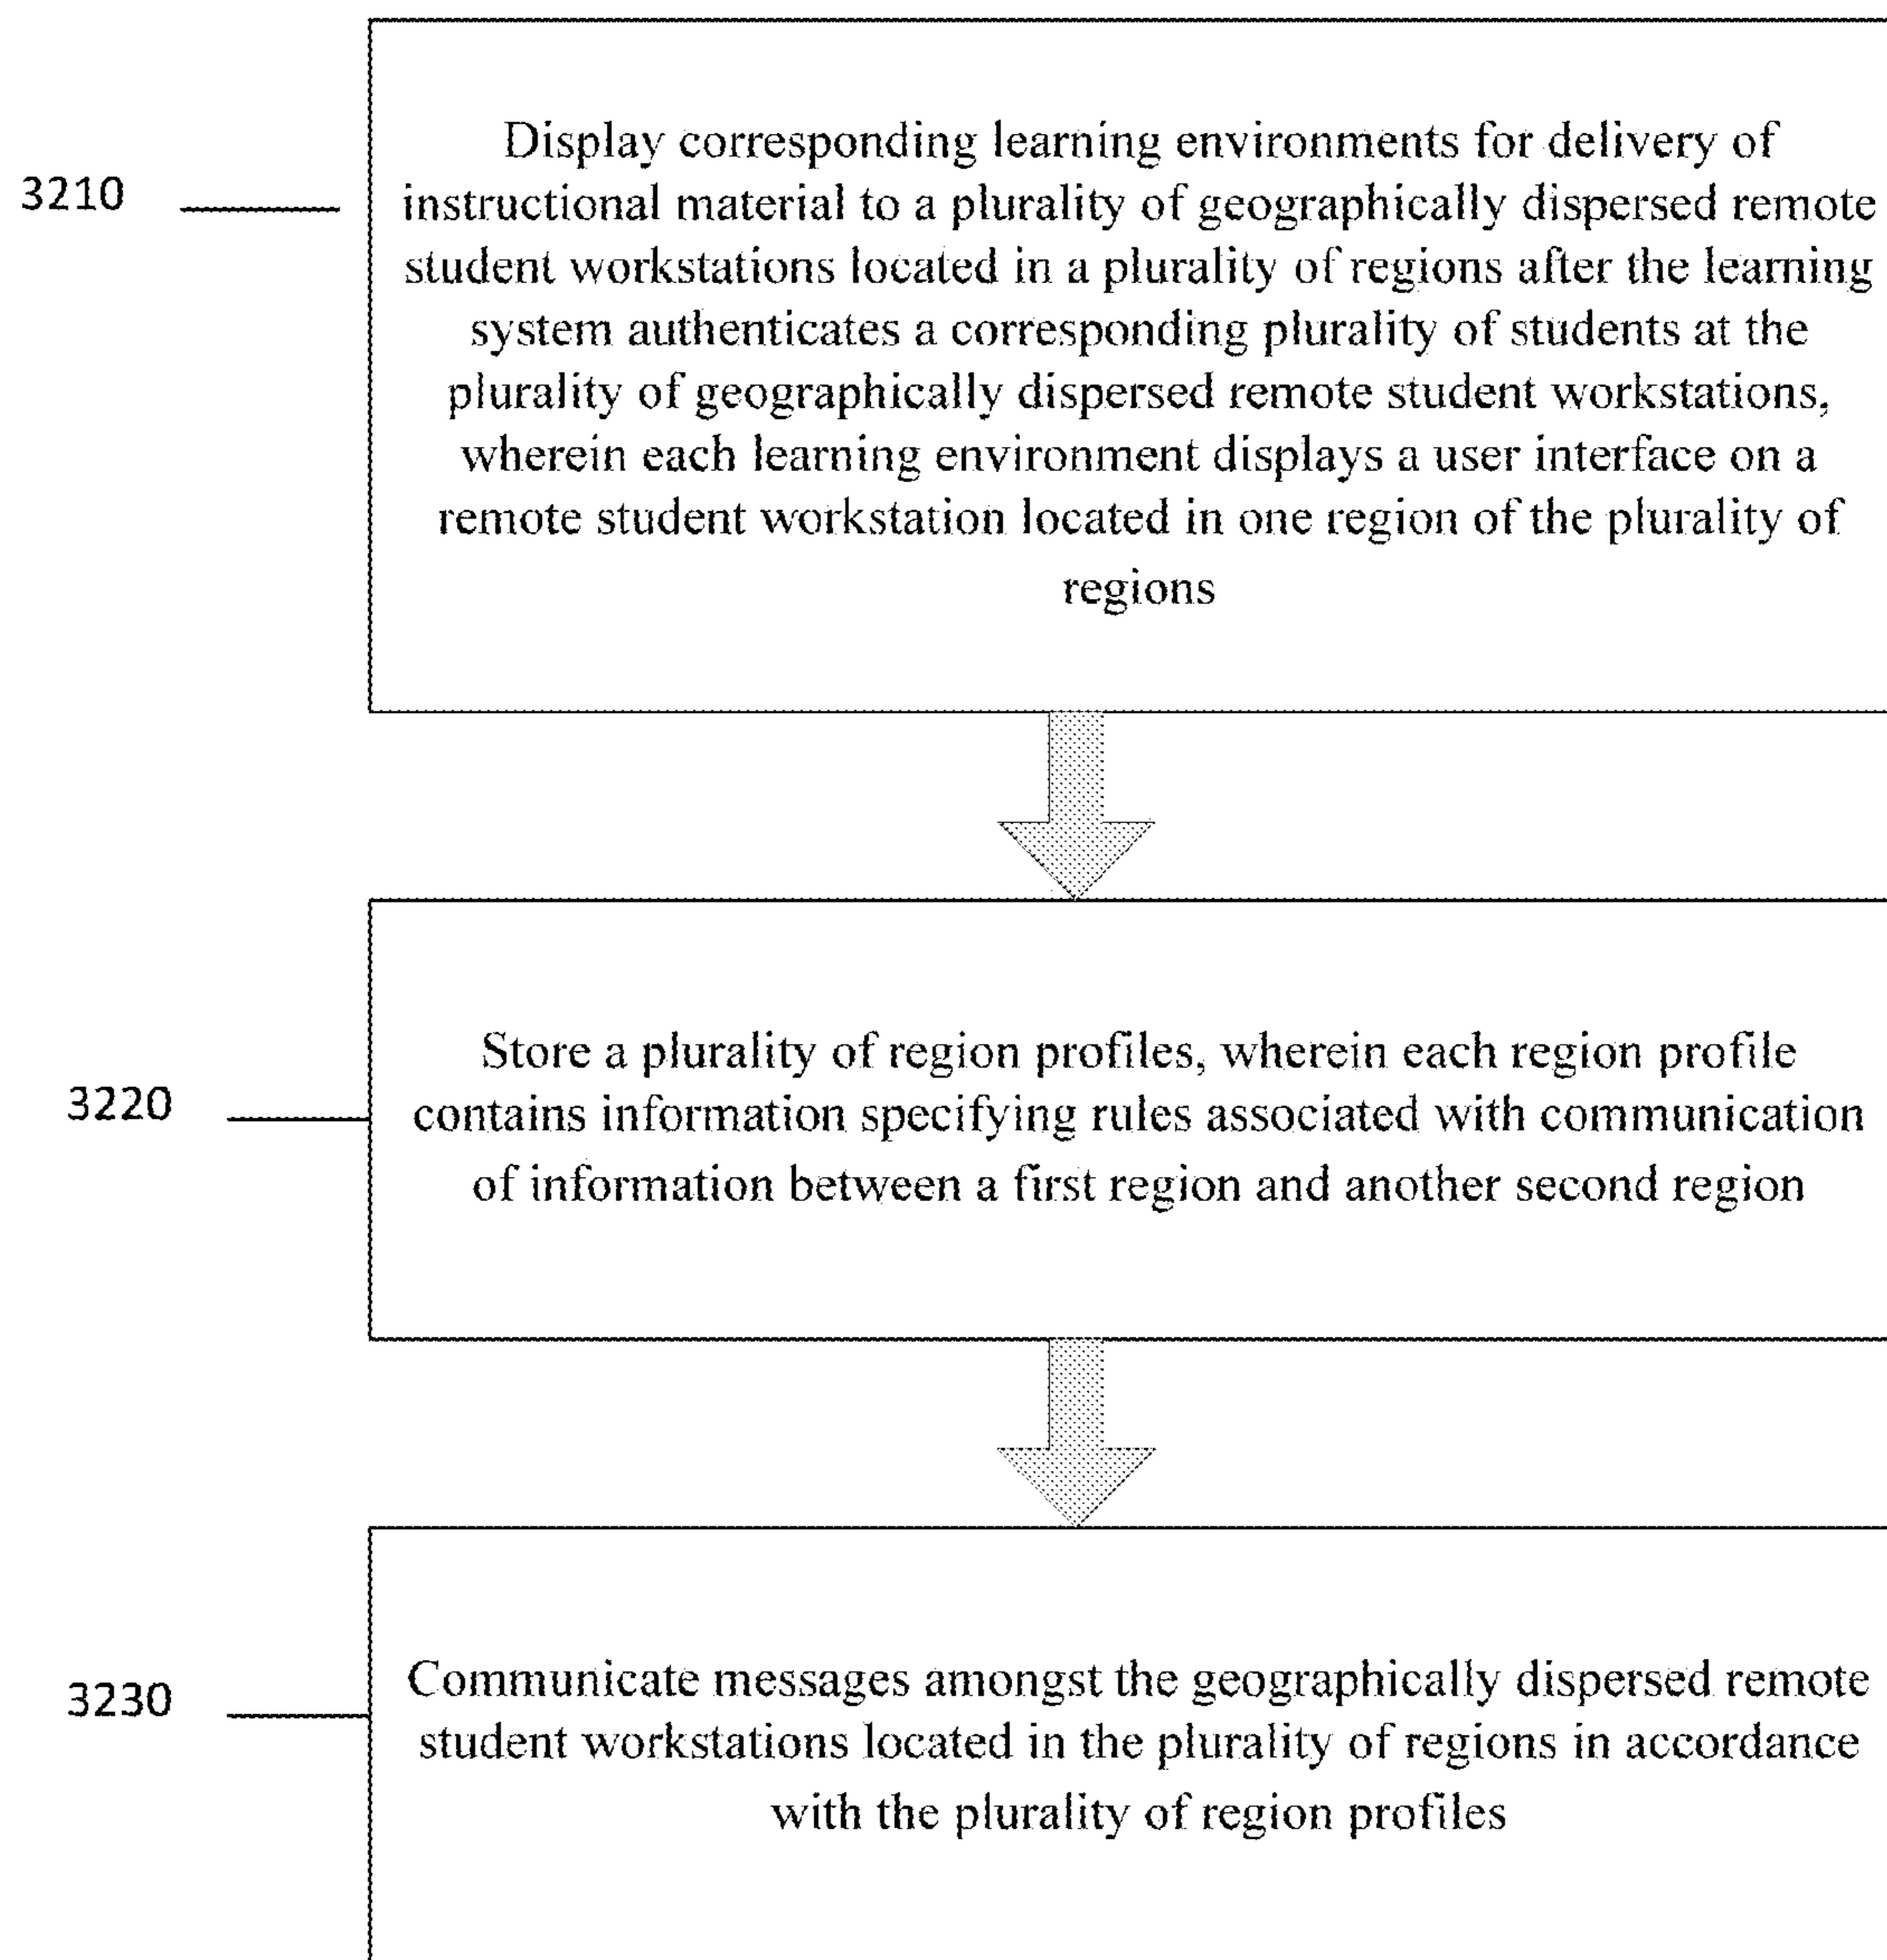 3210
Display corresponding learning environments for delivery of
instructional material to a plurality of geographically dispersed remote
student workstations located in a plurality of regions after the learning
system authenticates a corresponding plurality of students at the
plurality of geographically dispersed remote student workstations,
wherein each learning environment displays a user interface on a
remote student workstation located in one region of the plurality of
regions
3220
Store a plurality of region profiles, wherein each region profile
contains information specifying rules associated with communication
of information between a first region and another second region
3230
Communicate messages amongst the geographically dispersed remote
student workstations located in the plurality of regions in accordance
with the plurality of region profiles